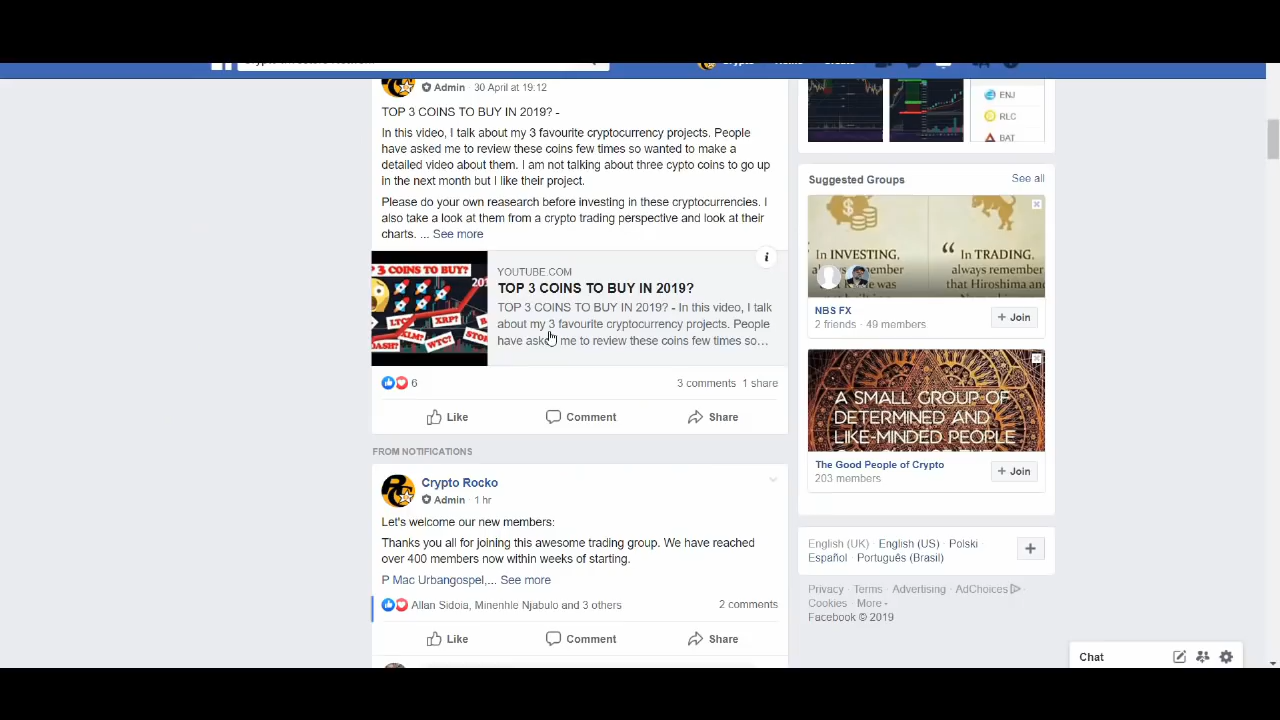 Admin · 30 April at 19.12
TOP 3 COINS TO BUY IN 2019? -
In this video, I talk about my 3 favourite cryptocurrency projects. People
have asked me to review these coins few times so wanted to make a
detailed video about them. I am not talking about three cypto coins to go up
in the next month but I like their project.
Please do your own reasearch before investing in these cryptocurrencies. I
also take a look at them from a crypto trading perspective and look at their
charts. ... See more
3 COINS TO BUY?
LTC
XRP?
XLM?
WTC?
DASH?
YOUTUBE.COM
TOP 3 COINS TO BUY IN 2019?
TOP 3 COINS TO BUY IN 2019? - In this video, I talk
about my 3 favourite cryptocurrency projects. People
have asked me to review these coins few times so...
6
3 comments 1 share
Like Comment Share
FROM NOTIFICATIONS
Crypto Rocko
Admin · 1 hr
Let's welcome our new members:
Thanks you all for joining this awesome trading group. We have reached
over 400 members now within weeks of starting.
P Mac Urbangospel,... See more
Allan Sidoia, Minenhle Njabulo and 3 others
2 comments
Like Comment Share
ENJ
RLC
BAT
Suggested Groups See all
In INVESTING,
“ In TRADING,
always remember
that Hiroshima and
NBS FX
2 friends · 49 members
+ Join
A SMALL GROUP OF
DETERMINED AND
LIKE-MINDED PEOPLE
The Good People of Crypto
203 members
+ Join
English (UK) · English (US) · Polski ·
Español · Português (Brasil)
Privacy · Terms · Advertising · AdChoices ·
Cookies · More
Facebook © 2019
Chat